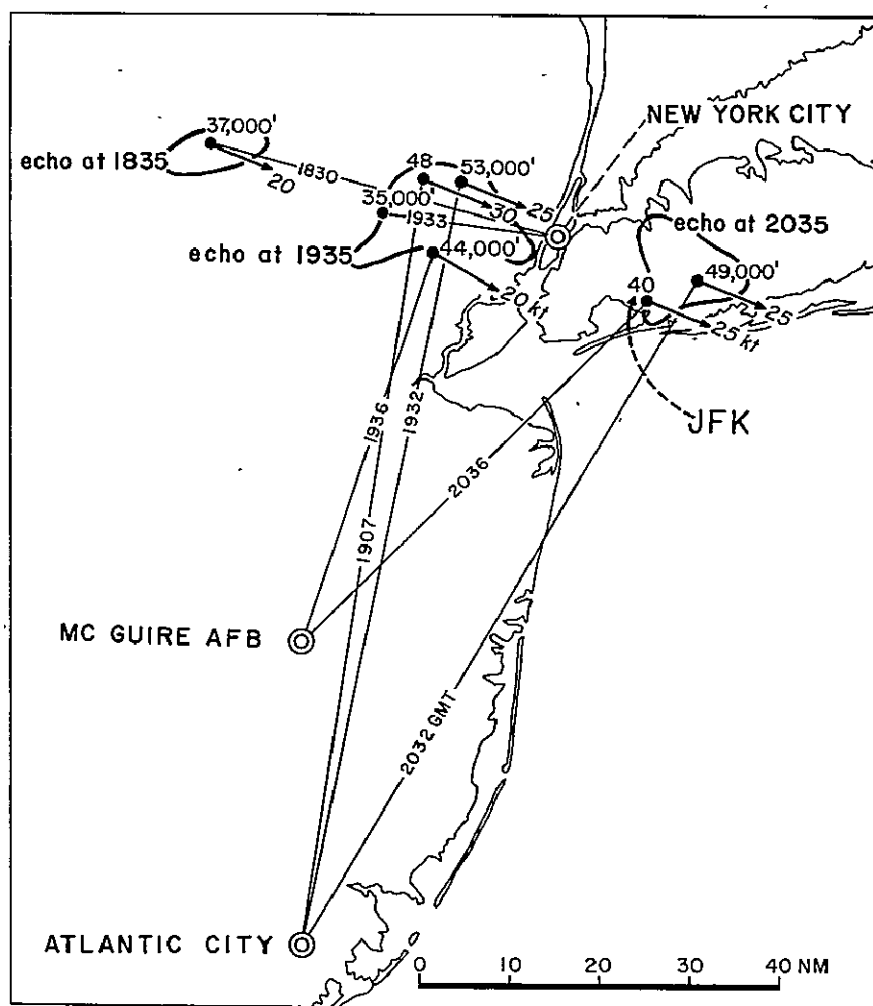 NEW YORK CITY
37,000'
echo at 1835
20
1830
48
53,000'
35,000'
30
25
1933
echo at 1935
44,000'
20 kt
echo at 2035
49,000'
40
25
25 kt
JFK
1936
1932
2036
1907
MC GUIRE AFB
2032 GMT
ATLANTIC CITY
0 10 20 30 40 NM